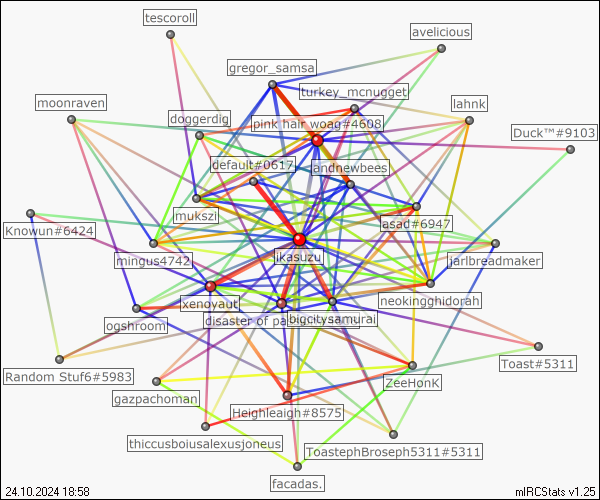 tescoroll
avelicious
gregor_samsa
turkey_mcnugget
moonraven
lahnk
doggerdig
pink hair woag#4608
Duck™#9103
default#0617
andnewbees
mukszi
asad#6947
Knowun#6424
mingus4742
ikasuzu
jarlbreadmaker
xenoyaut
neokingghidorah
disaster of pa
bigcitysamurai
ogshroom
Random Stuf6#5983
Toast#5311
ZeeHonK
gazpachoman
Heighleigh#8575
thiccusboiusalexusjoneus
ToastephBroseph5311#5311
facadas.
24.10.2024 18:58
mIRCStats v1.25